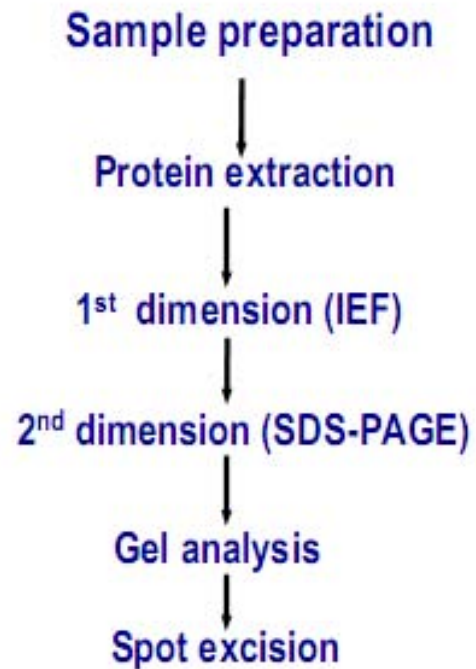 Sample preparation
Protein extraction
1st dimension (IEF)
2nd dimension (SDS-PAGE)
Gel analysis
Spot excision